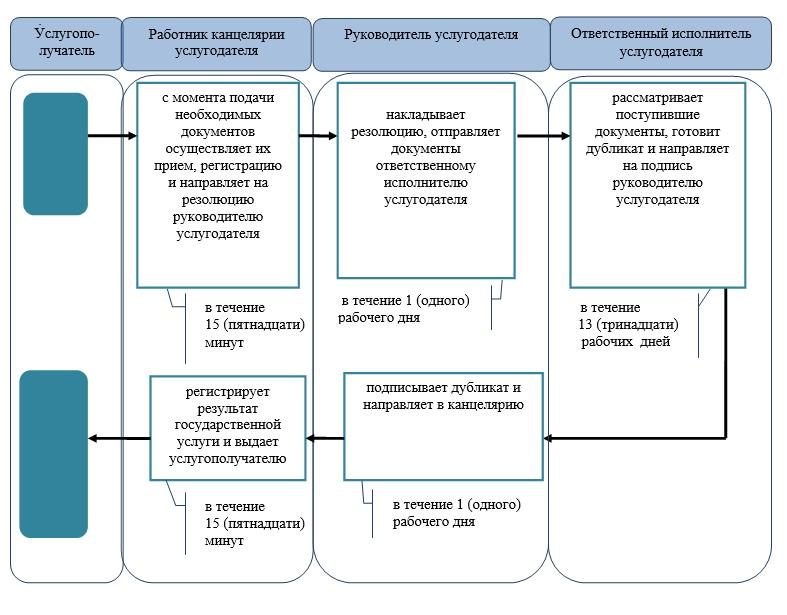 Услугопо-
лучатель
Работник канцелярии
услугодателя
Руководитель услугодателя
Ответственный исполнитель
услугодателя
с момента подачи
необходимых
документов
осуществляет их
прием, регистрацию
и направляет на
резолюцию
руководителю
услугодателя
накладывает
резолюцию, отправляет
документы
ответственному
исполнителю
услугодателя
рассматривает
поступившие
документы, готовит
дубликат и направляет
на подпись
руководителю
услугодателя
в течение
15 (пятнадцати)
минут
в течение 1 (одного)
рабочего дня
в течение
13 (тринадцати)
рабочих дней
регистрирует
результат
государственной
услуги и выдает
услугополучателю
подписывает дубликат и
направляет в канцелярию
в течение
15 (пятнадцати)
минут
в течение 1 (одного)
рабочего дня